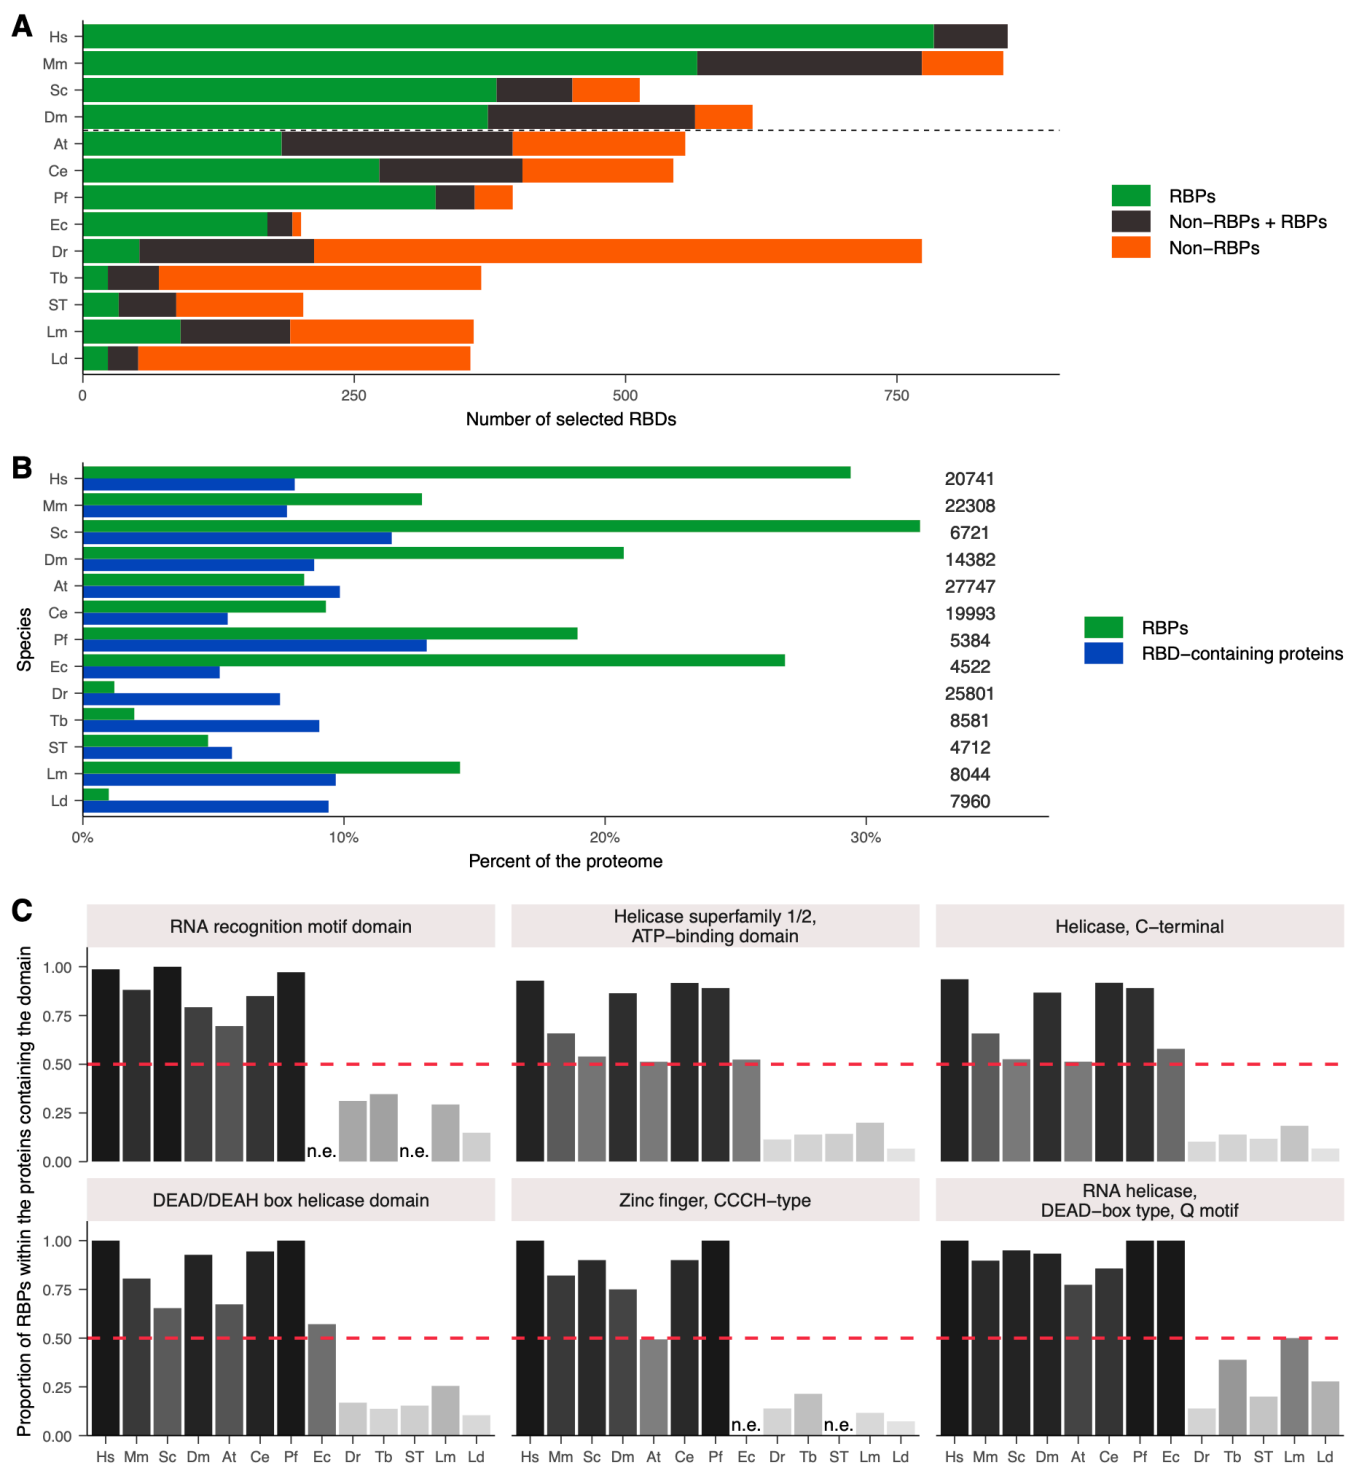 A
Hs
Mm
Sc
Dm
At
Ce
Pf
Ec
Dr
Tb
ST
Lm
Ld
0
250
500
750
Number of selected RBDs
RBPs
Non−RBPs + RBPs
Non−RBPs
B
Species
Hs
20741
Mm
22308
Sc
6721
Dm
14382
At
27747
Ce
19993
Pf
5384
Ec
4522
Dr
25801
Tb
8581
ST
4712
Lm
8044
Ld
7960
0%
10%
20%
30%
Percent of the proteome
RBPs
RBD−containing proteins
C
Proportion of RBPs within the proteins containing the domain
RNA recognition motif domain
Helicase superfamily 1/2,
ATP−binding domain
Helicase, C−terminal
1.00
0.75
0.50
0.25
0.00
n.e.
n.e.
DEAD/DEAH box helicase domain
Zinc finger, CCCH−type
RNA helicase,
DEAD−box type, Q motif
1.00
0.75
0.50
0.25
0.00
n.e.
n.e.
Hs Mm Sc Dm At Ce Pf Ec Dr Tb ST Lm Ld
Hs Mm Sc Dm At Ce Pf Ec Dr Tb ST Lm Ld
Hs Mm Sc Dm At Ce Pf Ec Dr Tb ST Lm Ld